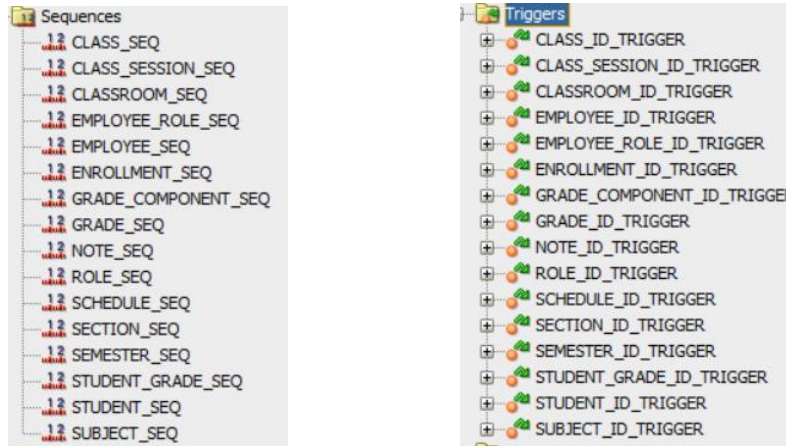 Sequences
CLASS_SEQ
CLASS_SESSION_SEQ
CLASSROOM_SEQ
EMPLOYEE_ROLE_SEQ
EMPLOYEE_SEQ
ENROLLMENT_SEQ
GRADE_COMPONENT_SEQ
GRADE_SEQ
NOTE_SEQ
ROLE_SEQ
SCHEDULE_SEQ
SECTION_SEQ
SEMESTER_SEQ
STUDENT_GRADE_SEQ
STUDENT_SEQ
SUBJECT_SEQ
Triggers
CLASS_ID_TRIGGER
CLASS_SESSION_ID_TRIGGER
CLASSROOM_ID_TRIGGER
EMPLOYEE_ID_TRIGGER
EMPLOYEE_ROLE_ID_TRIGGER
ENROLLMENT_ID_TRIGGER
GRADE_COMPONENT_ID_TRIGGE
GRADE_ID_TRIGGER
NOTE_ID_TRIGGER
ROLE_ID_TRIGGER
SCHEDULE_ID_TRIGGER
SECTION_ID_TRIGGER
SEMESTER_ID_TRIGGER
STUDENT_GRADE_ID_TRIGGER
STUDENT_ID_TRIGGER
SUBJECT_ID_TRIGGER